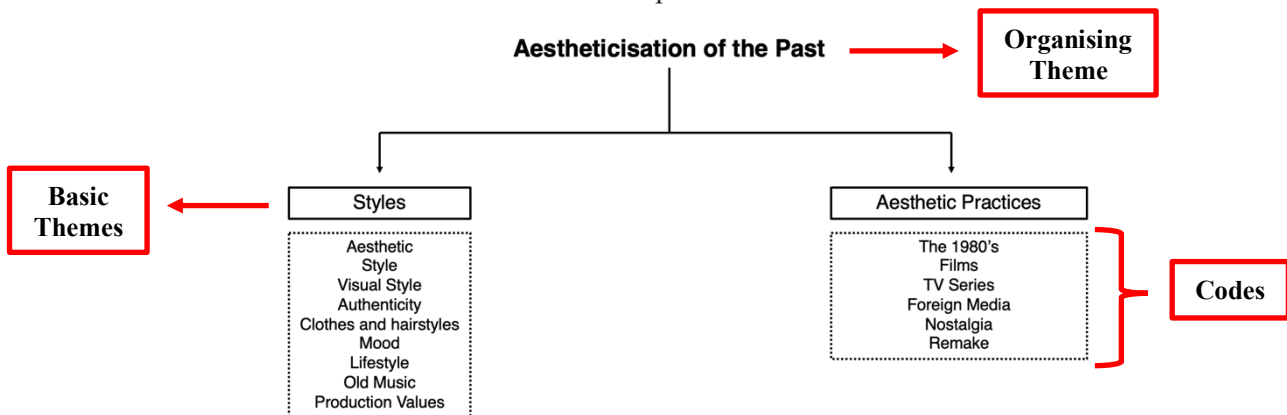 Aestheticisation of the Past
Organising
Theme
Basic
Themes
Styles
Aesthetic
Style
Visual Style
Authenticity
Clothes and hairstyles
Mood
Lifestyle
Old Music
Production Values
Aesthetic Practices
The 1980's
Films
TV Series
Foreign Media
Nostalgia
Remake
Codes